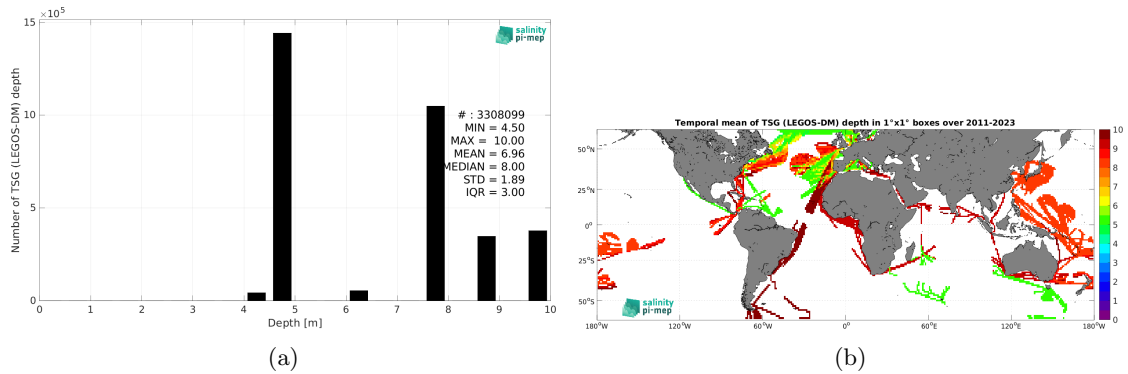 15
×10^5
10
5
0
Number of TSG (LEGOS-DM) depth
0 1 2 3 4 5 6 7 8 9 10
Depth [m]
salinity
pi-mep
# : 3308099
MIN = 4.50
MAX = 10.00
MEAN = 6.96
MEDIAN = 8.00
STD = 1.89
IQR = 3.00
(a)
Temporal mean of TSG (LEGOS-DM) depth in 1°x1° boxes over 2011-2023
50°N
25°N
0°
25°S
50°S
180°W 120°W 60°W 0° 60°E 120°E 180°W
salinity
pi-mep
10
9
8
7
6
5
4
3
2
1
0
(b)